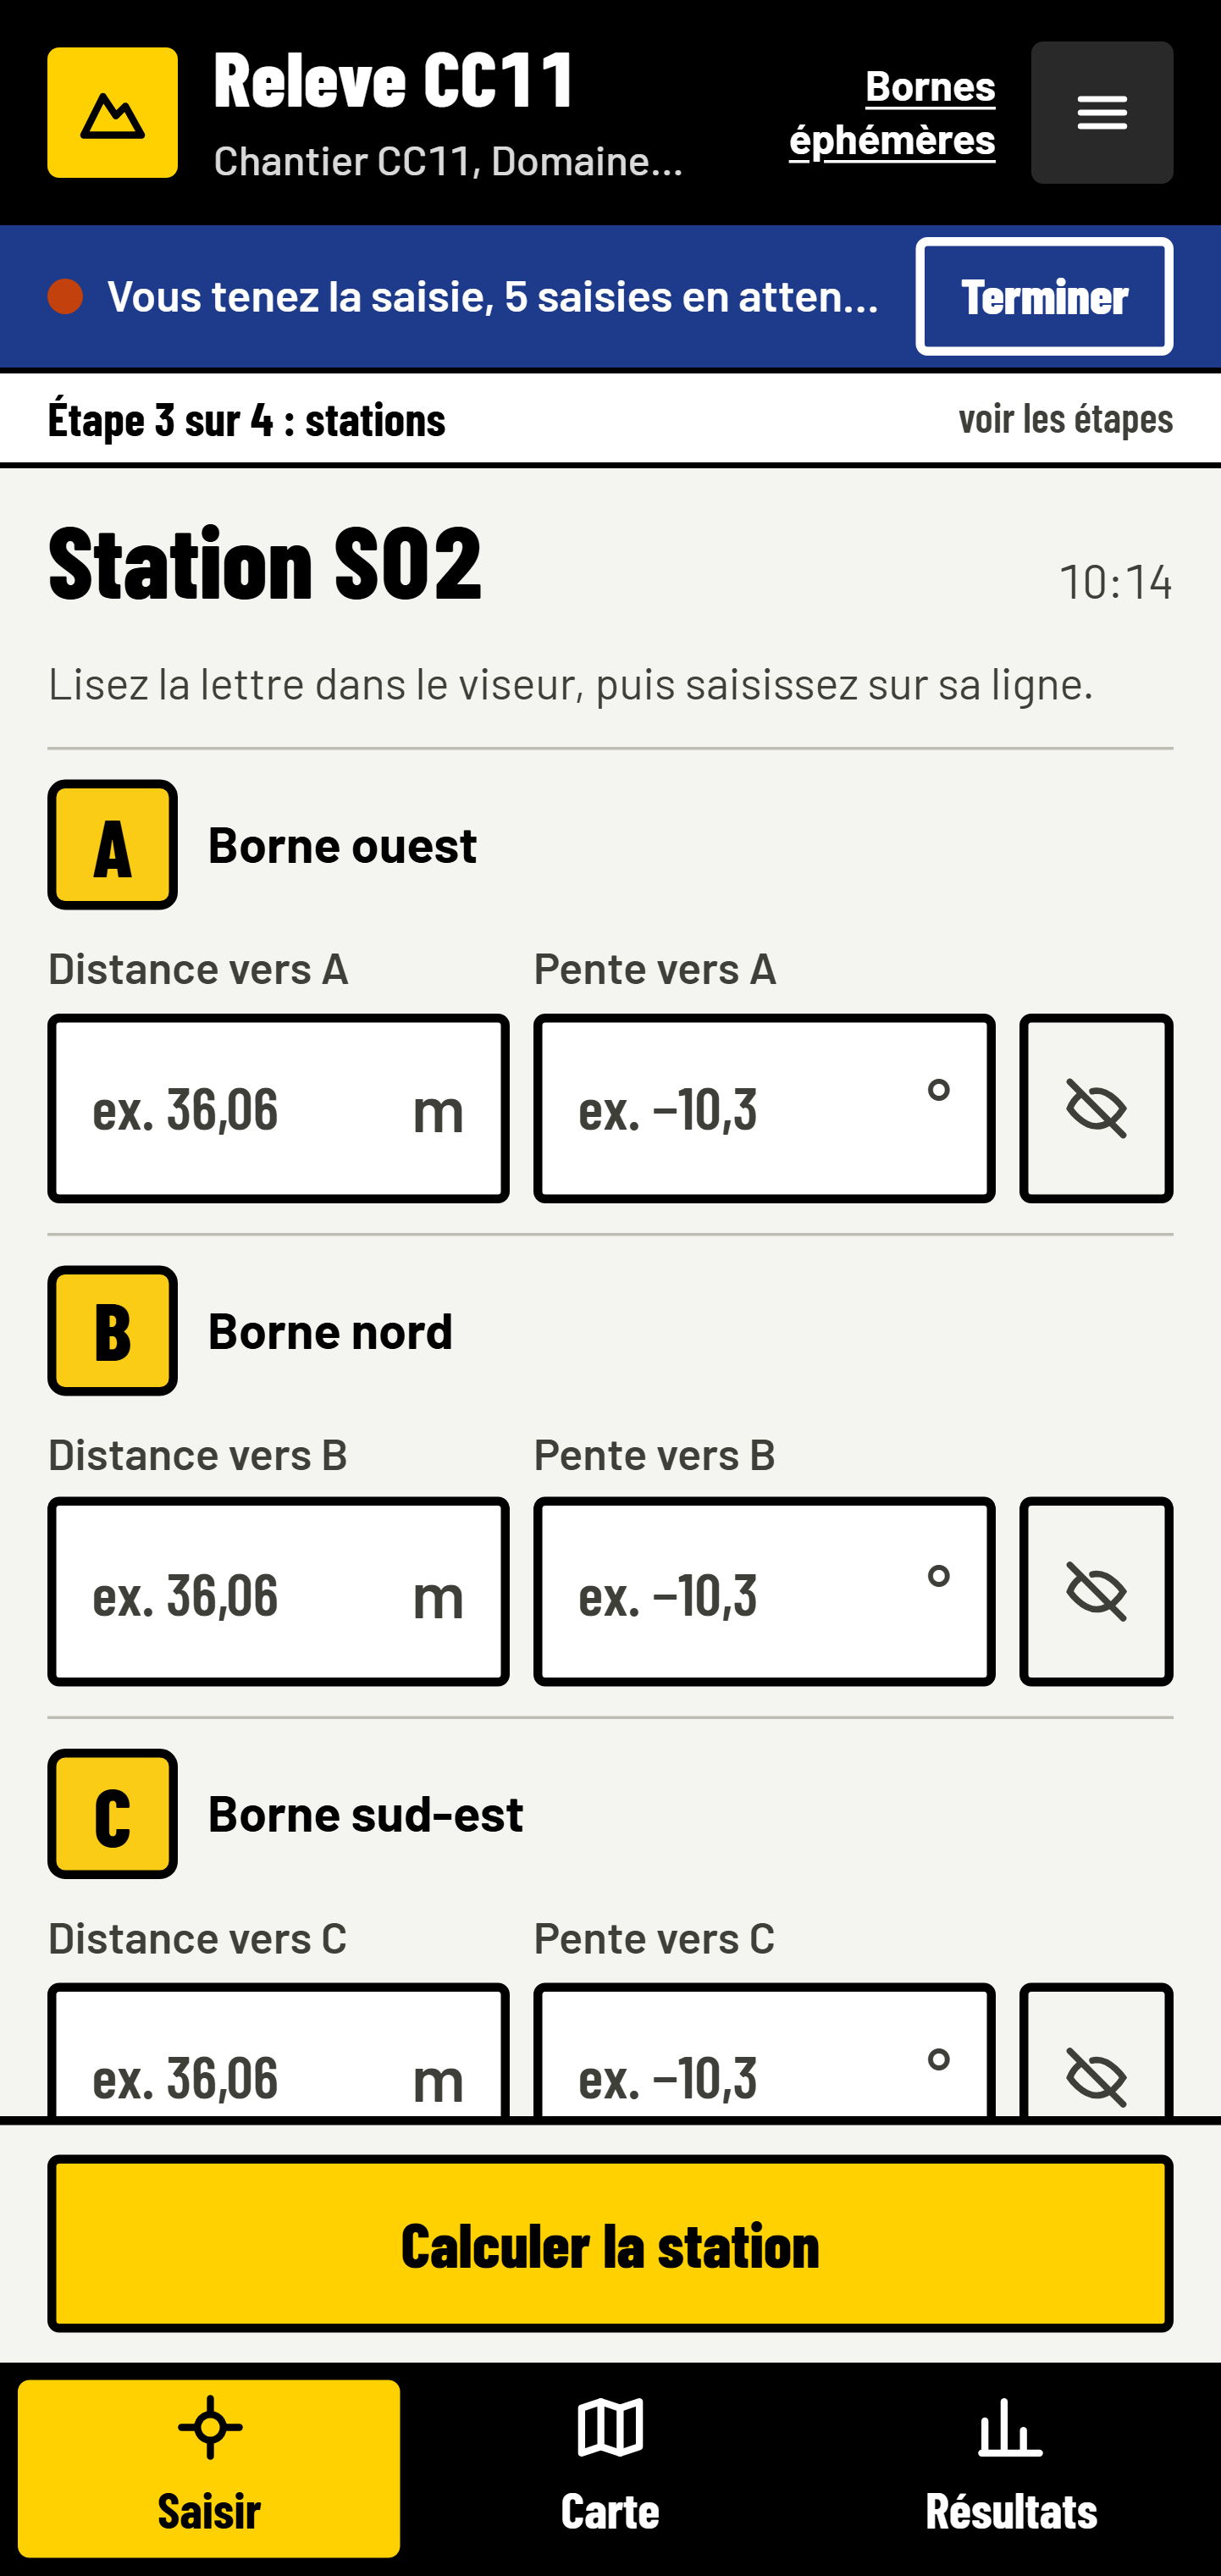 Releve CC11
Chantier CC11, Domaine...
Bornes
éphémères
Vous tenez la saisie, 5 saisies en atten...
Terminer
Étape 3 sur 4 : stations
voir les étapes
Station S02
10:14
Lisez la lettre dans le viseur, puis saisissez sur sa ligne.
A
Borne ouest
Distance vers A
Pente vers A
ex. 36,06 m
ex. −10,3 °
B
Borne nord
Distance vers B
Pente vers B
ex. 36,06 m
ex. −10,3 °
C
Borne sud-est
Distance vers C
Pente vers C
ex. 36,06 m
ex. −10,3 °
Calculer la station
Saisir
Carte
Résultats